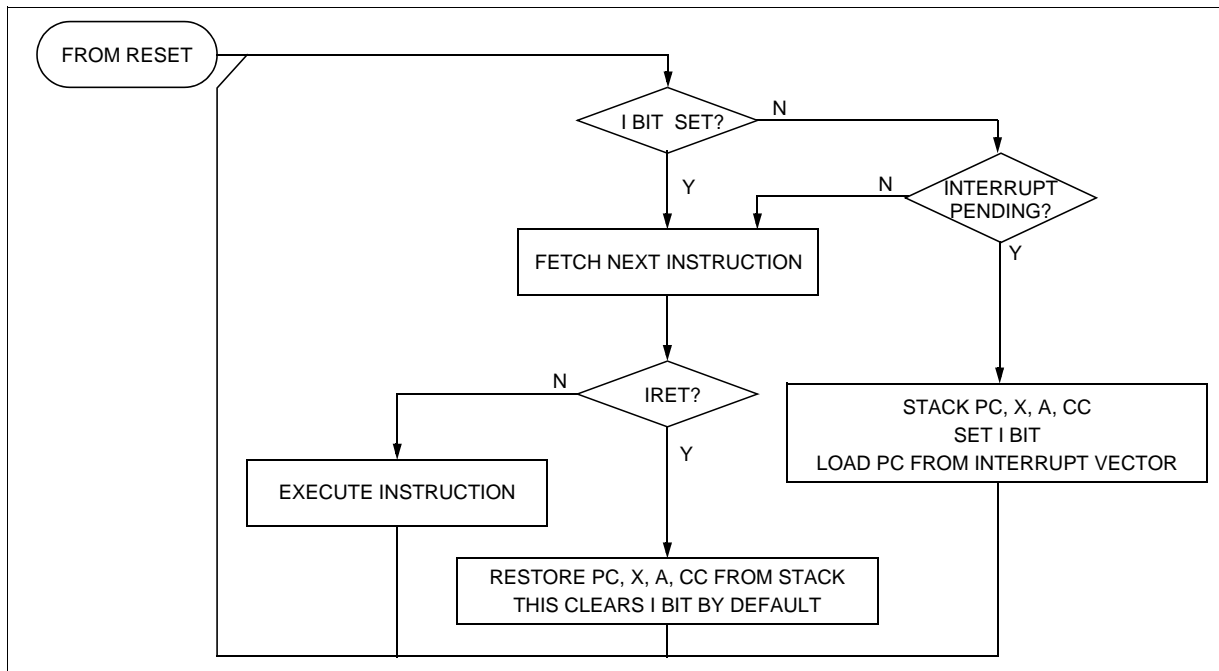 FROM RESET
I BIT SET?
N
Y
N
INTERRUPT
PENDING?
Y
FETCH NEXT INSTRUCTION
N
IRET?
Y
STACK PC, X, A, CC
SET I BIT
LOAD PC FROM INTERRUPT VECTOR
EXECUTE INSTRUCTION
RESTORE PC, X, A, CC FROM STACK
THIS CLEARS I BIT BY DEFAULT